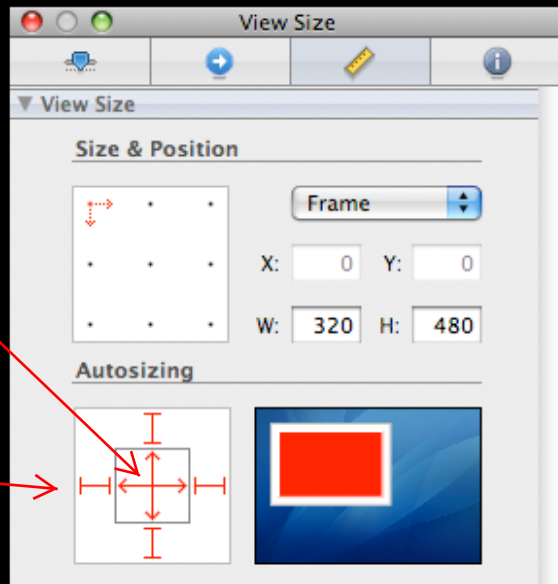 View Size
View Size
Size & Position
Frame
X: 0 Y: 0
W: 320 H: 480
Autosizing